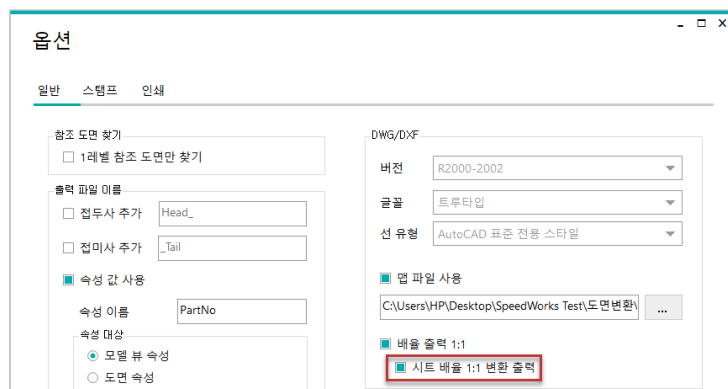 옵션
일반 스탬프 인쇄
참조 도면 찾기
1레벨 참조 도면만 찾기
출력 파일 이름
접두사 추가 Head_
접미사 추가 _Tail
속성 값 사용
속성 이름 PartNo
속성 대상
모델 뷰 속성
도면 속성
DWG/DXF
버전 R2000-2002
글꼴 트루타입
선 유형 AutoCAD 표준 전용 스타일
맵 파일 사용
C:\Users\HP\Desktop\SpeedWorks Test\도면변환\ ...
배율 출력 1:1
시트 배율 1:1 변환 출력